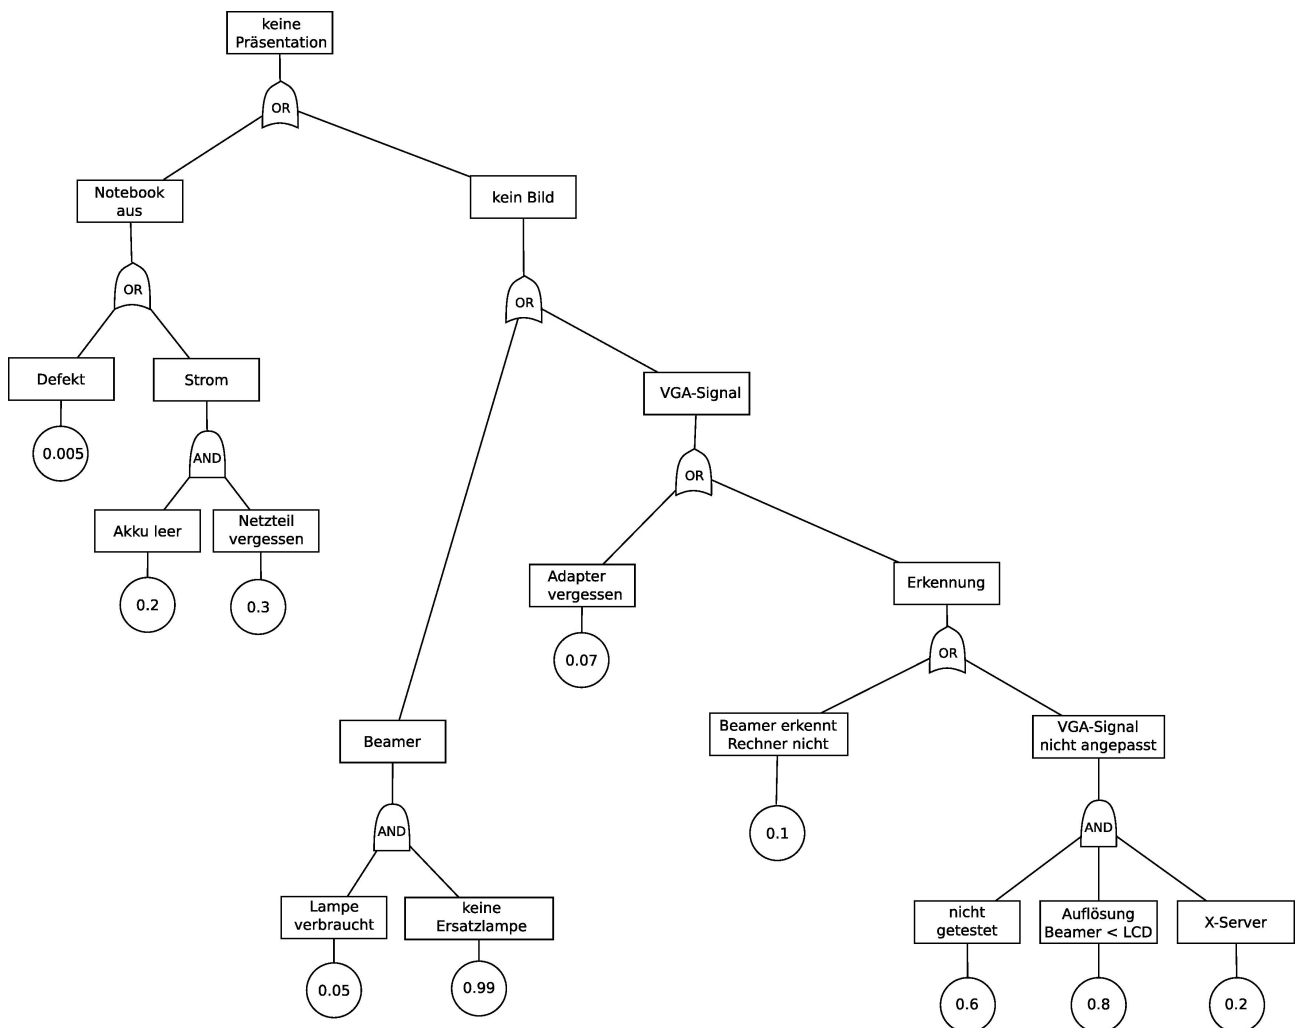 keine
Präsentation
OR
Notebook
aus
kein Bild
OR
OR
Defekt
Strom
VGA-Signal
0.005
AND
OR
Akku leer
Netzteil
vergessen
Adapter
vergessen
Erkennung
0.2
0.3
0.07
OR
Beamer
Beamer erkennt
Rechner nicht
VGA-Signal
nicht angepasst
AND
0.1
AND
Lampe
verbraucht
keine
Ersatzlampe
nicht
getestet
Auflösung
Beamer < LCD
X-Server
0.05
0.99
0.6
0.8
0.2